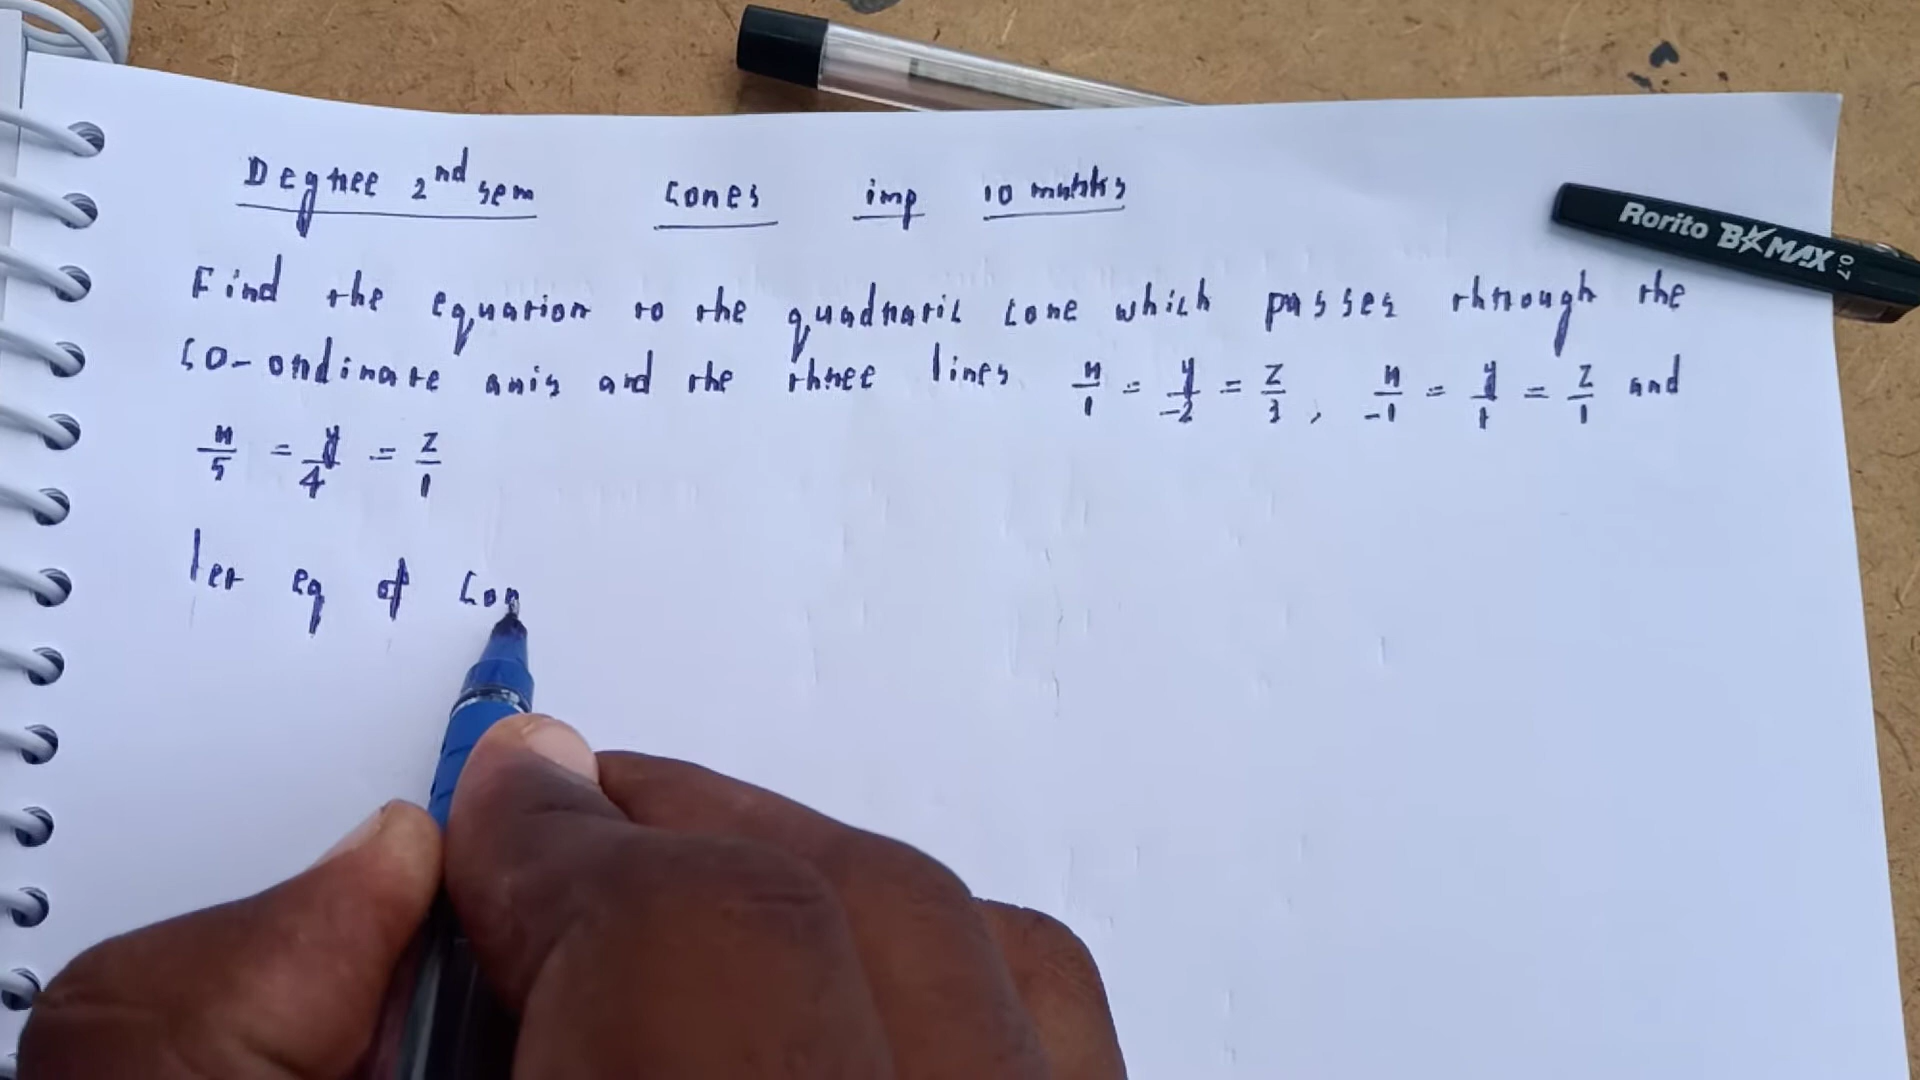 Degree 2nd sem cones imp 10 marks
Rorito B★MAX 0.7
Find the equation to the quadratic cone which passes through the
co-ordinate axis and the three lines x/1 = y/-2 = z/3 , x/-1 = y/1 = z/1 and
x/5 = y/4 = z/1
let eq of con